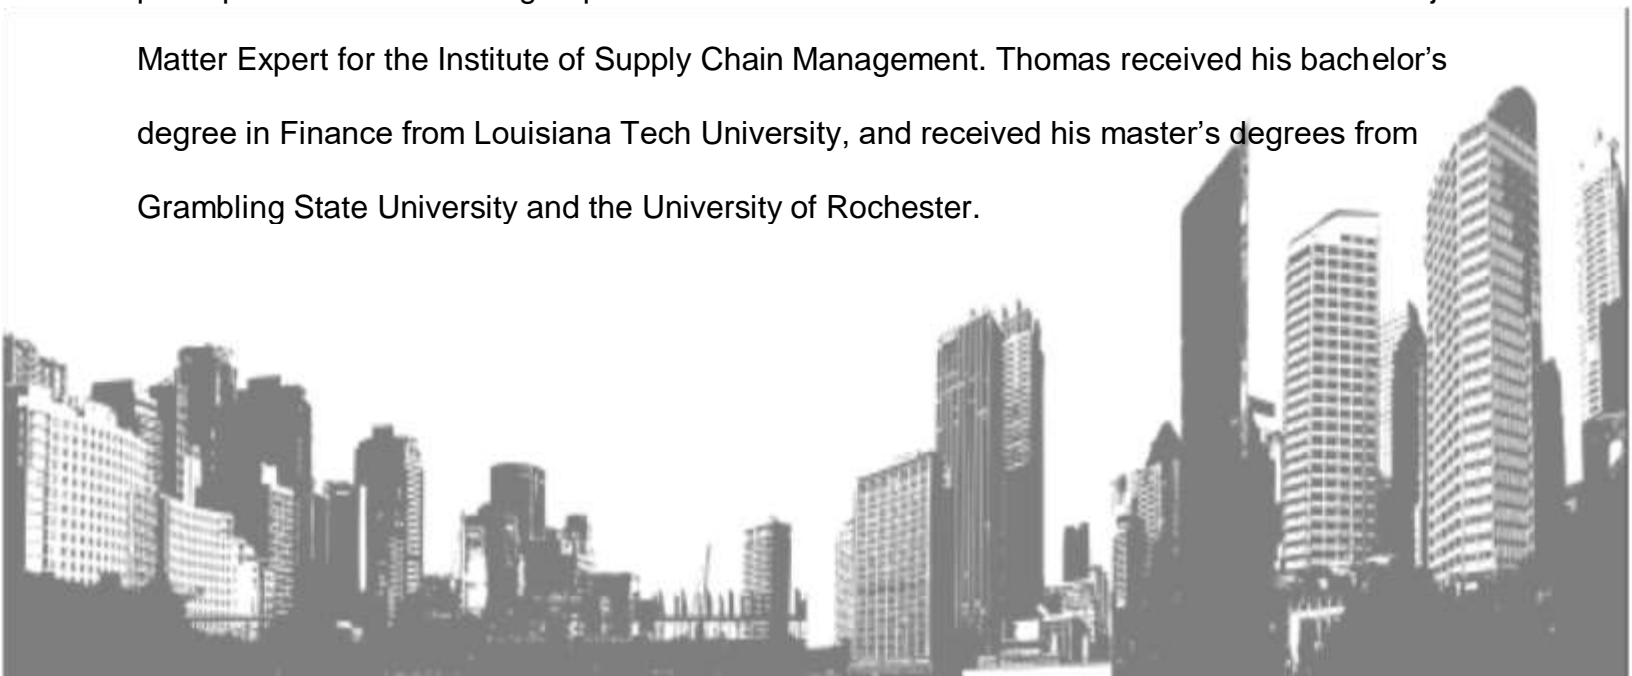 Matter Expert for the Institute of Supply Chain Management. Thomas received his bachelor’s
degree in Finance from Louisiana Tech University, and received his master’s degrees from
Grambling State University and the University of Rochester.